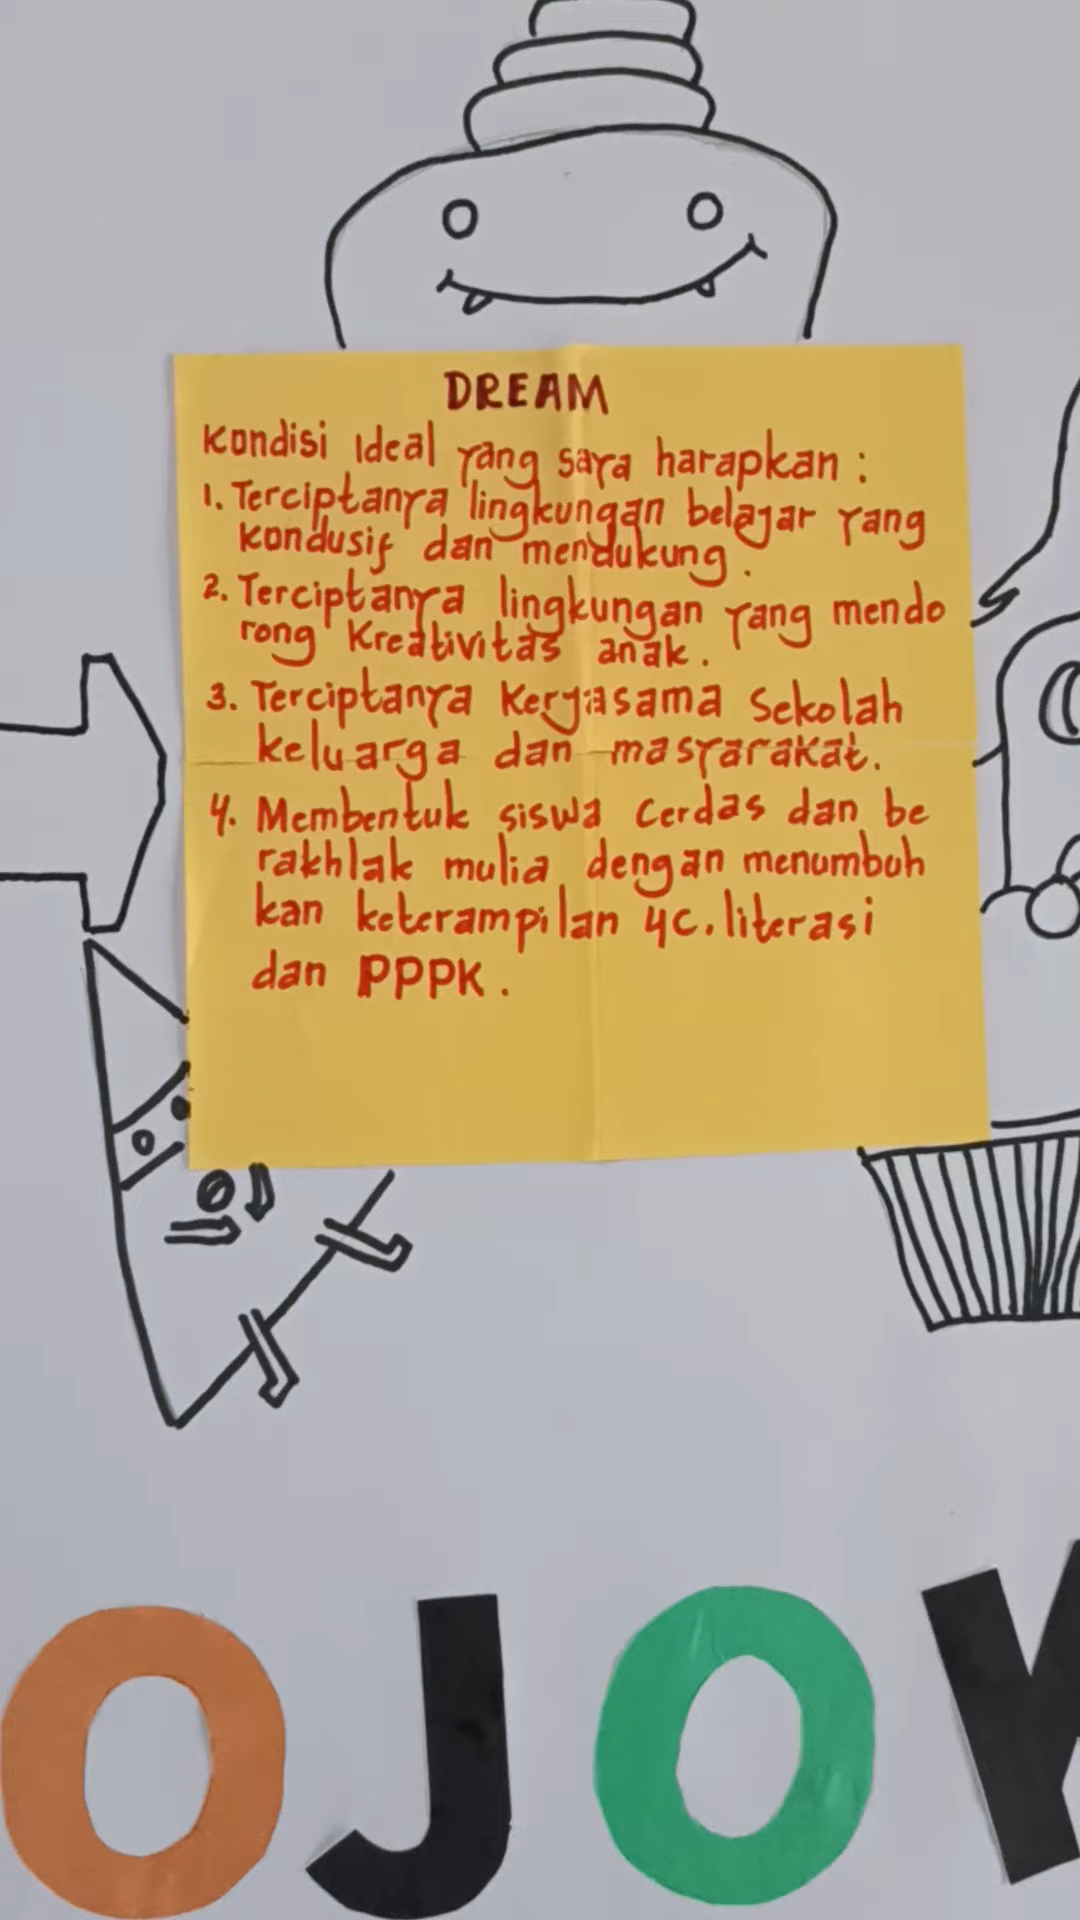 DREAM
Kondisi Ideal yang saya harapkan :
1. Terciptanya lingkungan belajar yang
kondusif dan mendukung.
2. Terciptanya lingkungan yang mendo
rong Kreativitas anak.
3. Terciptanya Kerjasama Sekolah
keluarga dan masyarakat.
4. Membentuk siswa Cerdas dan be
rakhlak mulia dengan menumbuh
kan keterampilan 4C. literasi
dan PPPK.
OJOK